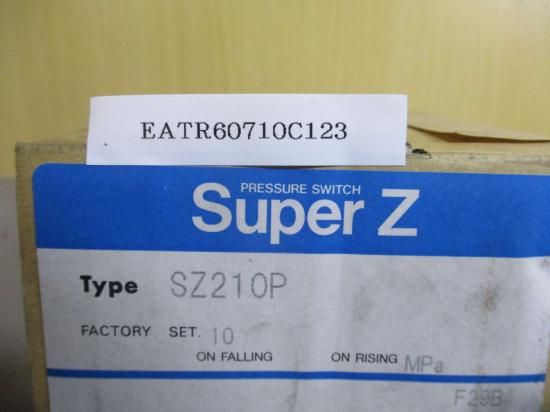 EATR60710C123
PRESSURE SWITCH
Super Z
Type SZ210P
FACTORY SET. 10
ON FALLING ON RISING MPa
F29B